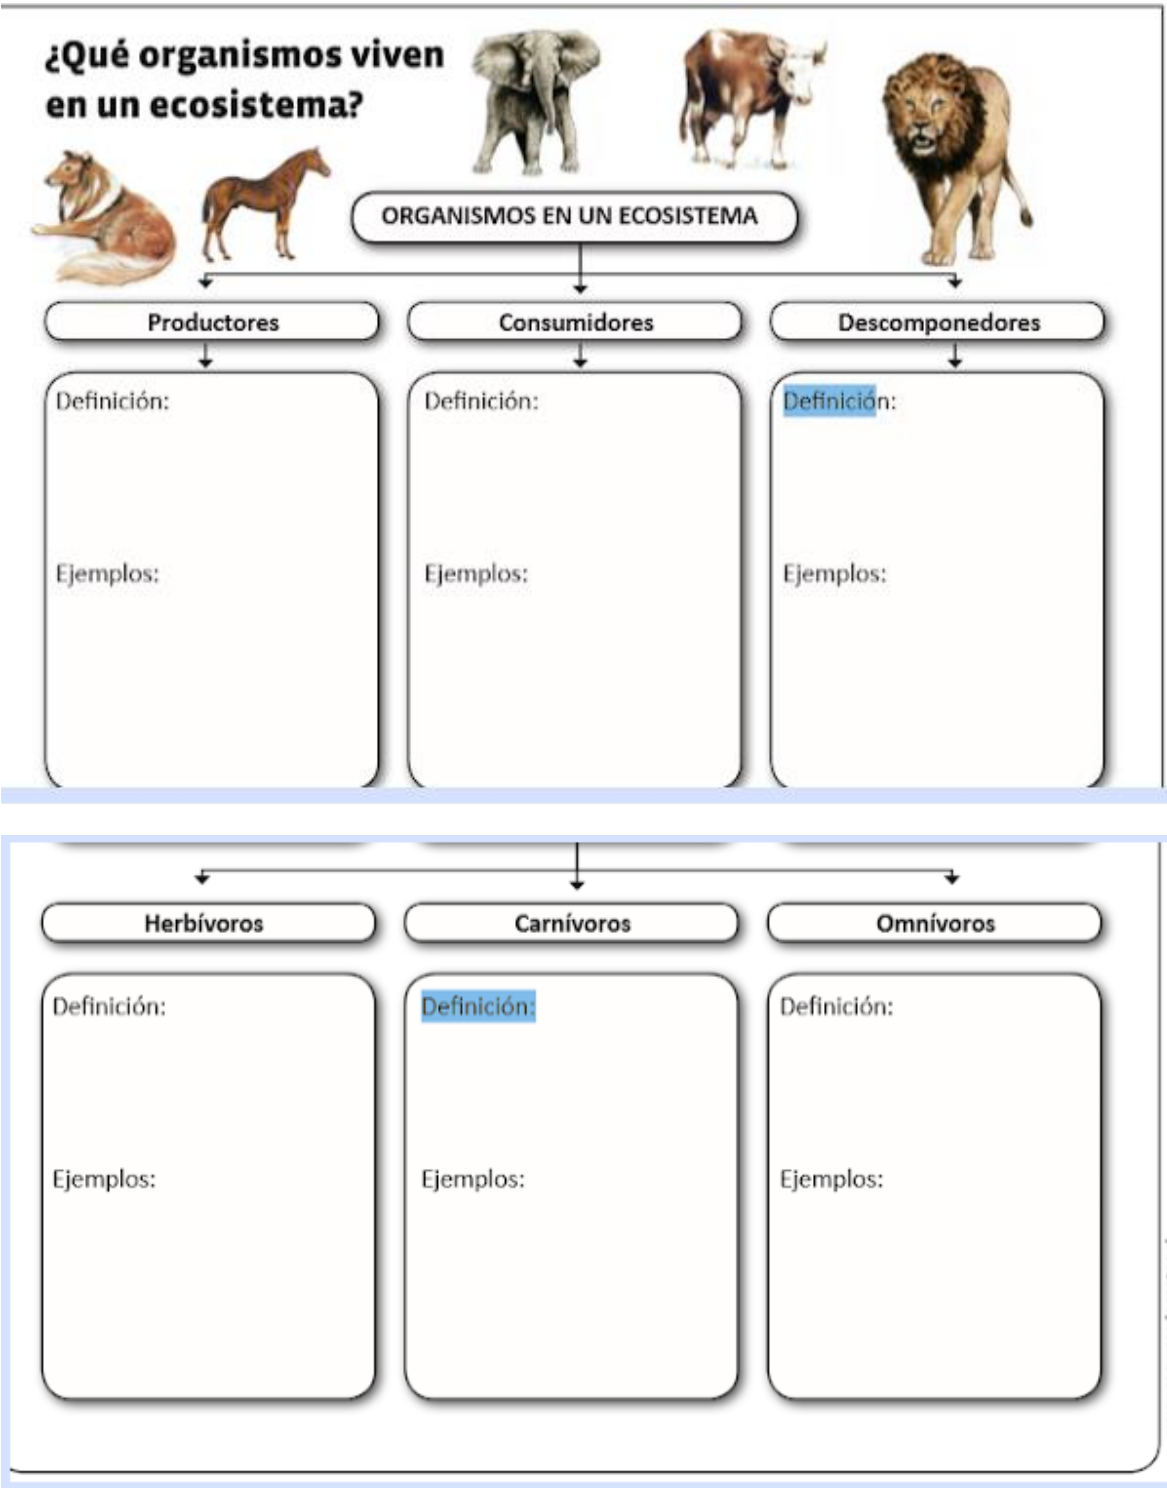 ¿Qué organismos viven
en un ecosistema?
ORGANISMOS EN UN ECOSISTEMA
Productores
Consumidores
Descomponedores
Definición:
Definición:
Definición:
Ejemplos:
Ejemplos:
Ejemplos:
Herbívoros
Carnívoros
Omnívoros
Definición:
Definición:
Definición:
Ejemplos:
Ejemplos:
Ejemplos: